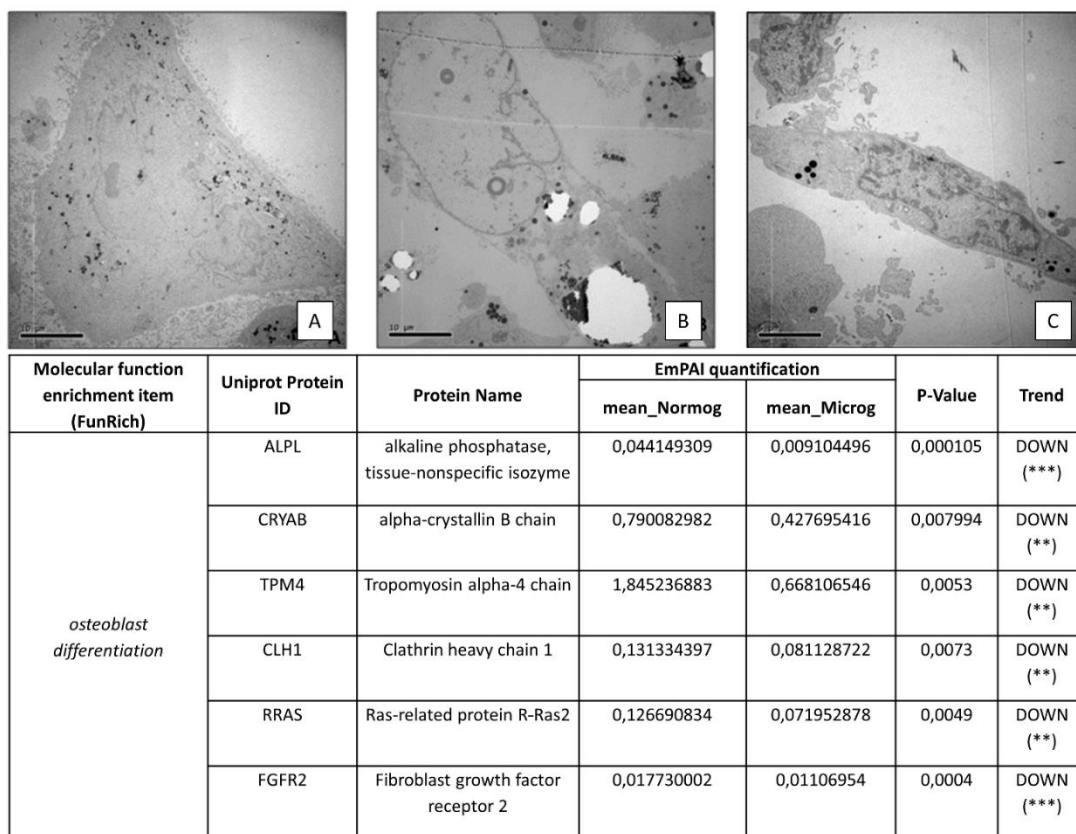 A
B
C
10 µm
10 µm
Molecular function
enrichment item
(FunRich)
Uniprot Protein
ID
Protein Name
EmPAI quantification
mean_Normog
mean_Microg
P-Value
Trend
osteoblast
differentiation
ALPL
alkaline phosphatase,
tissue-nonspecific isozyme
0,044149309
0,009104496
0,000105
DOWN
(***)
CRYAB
alpha-crystallin B chain
0,790082982
0,427695416
0,007994
DOWN
(**)
TPM4
Tropomyosin alpha-4 chain
1,845236883
0,668106546
0,0053
DOWN
(**)
CLH1
Clathrin heavy chain 1
0,131334397
0,081128722
0,0073
DOWN
(**)
RRAS
Ras-related protein R-Ras2
0,126690834
0,071952878
0,0049
DOWN
(**)
FGFR2
Fibroblast growth factor
receptor 2
0,017730002
0,01106954
0,0004
DOWN
(***)